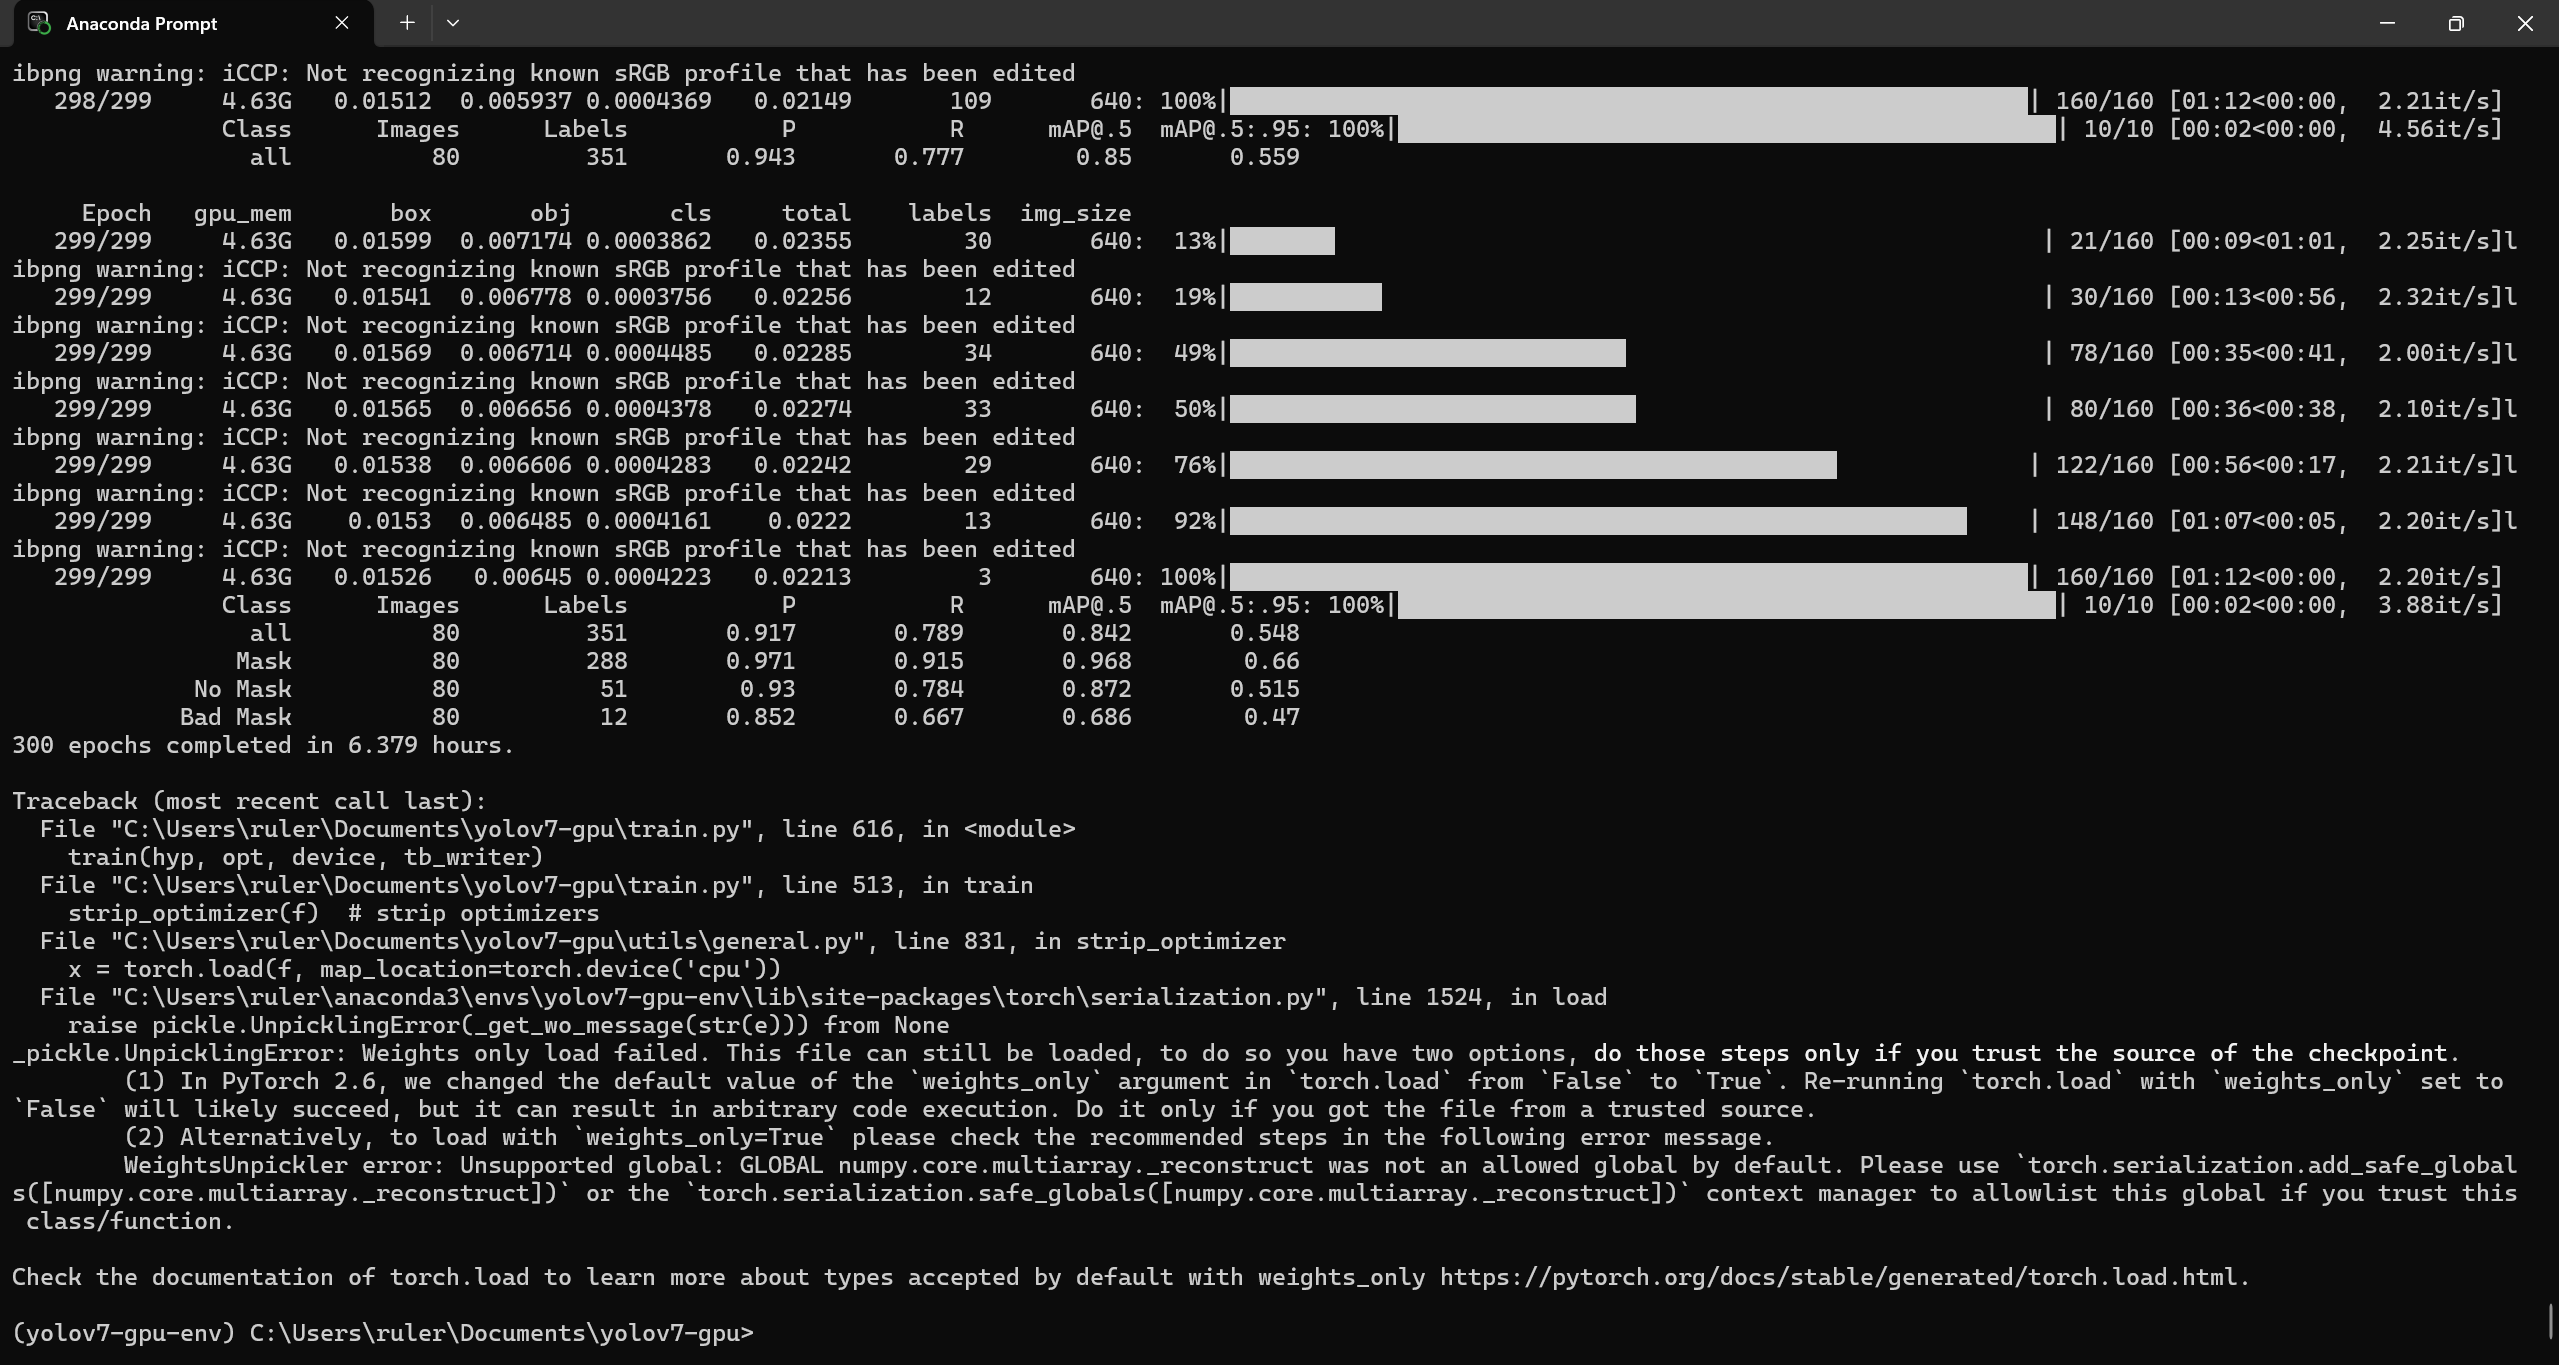 Anaconda Prompt
ibpng warning: iCCP: Not recognizing known sRGB profile that has been edited
298/299 4.63G 0.01512 0.005937 0.0004369 0.02149 109 640: 100%| | 160/160 [01:12<00:00, 2.21it/s]
Class Images Labels P R mAP@.5 mAP@.5:.95: 100%| | 10/10 [00:02<00:00, 4.56it/s]
all 80 351 0.943 0.777 0.85 0.559
Epoch gpu_mem box obj cls total labels img_size
299/299 4.63G 0.01599 0.007174 0.0003862 0.02355 30 640: 13%| | 21/160 [00:09<01:01, 2.25it/s]l
ibpng warning: iCCP: Not recognizing known sRGB profile that has been edited
299/299 4.63G 0.01541 0.006778 0.0003756 0.02256 12 640: 19%| | 30/160 [00:13<00:56, 2.32it/s]l
ibpng warning: iCCP: Not recognizing known sRGB profile that has been edited
299/299 4.63G 0.01569 0.006714 0.0004485 0.02285 34 640: 49%| | 78/160 [00:35<00:41, 2.00it/s]l
ibpng warning: iCCP: Not recognizing known sRGB profile that has been edited
299/299 4.63G 0.01565 0.006656 0.0004378 0.02274 33 640: 50%| | 80/160 [00:36<00:38, 2.10it/s]l
ibpng warning: iCCP: Not recognizing known sRGB profile that has been edited
299/299 4.63G 0.01538 0.006606 0.0004283 0.02242 29 640: 76%| | 122/160 [00:56<00:17, 2.21it/s]l
ibpng warning: iCCP: Not recognizing known sRGB profile that has been edited
299/299 4.63G 0.0153 0.006485 0.0004161 0.0222 13 640: 92%| | 148/160 [01:07<00:05, 2.20it/s]l
ibpng warning: iCCP: Not recognizing known sRGB profile that has been edited
299/299 4.63G 0.01526 0.00645 0.0004223 0.02213 3 640: 100%| | 160/160 [01:12<00:00, 2.20it/s]
Class Images Labels P R mAP@.5 mAP@.5:.95: 100%| | 10/10 [00:02<00:00, 3.88it/s]
all 80 351 0.917 0.789 0.842 0.548
Mask 80 288 0.971 0.915 0.968 0.66
No Mask 80 51 0.93 0.784 0.872 0.515
Bad Mask 80 12 0.852 0.667 0.686 0.47
300 epochs completed in 6.379 hours.
Traceback (most recent call last):
File "C:\Users\ruler\Documents\yolov7-gpu\train.py", line 616, in <module>
train(hyp, opt, device, tb_writer)
File "C:\Users\ruler\Documents\yolov7-gpu\train.py", line 513, in train
strip_optimizer(f) # strip optimizers
File "C:\Users\ruler\Documents\yolov7-gpu\utils\general.py", line 831, in strip_optimizer
x = torch.load(f, map_location=torch.device('cpu'))
File "C:\Users\ruler\anaconda3\envs\yolov7-gpu-env\lib\site-packages\torch\serialization.py", line 1524, in load
raise pickle.UnpicklingError(_get_wo_message(str(e))) from None
_pickle.UnpicklingError: Weights only load failed. This file can still be loaded, to do so you have two options, do those steps only if you trust the source of the checkpoint.
(1) In PyTorch 2.6, we changed the default value of the `weights_only` argument in `torch.load` from `False` to `True`. Re-running `torch.load` with `weights_only` set to
`False` will likely succeed, but it can result in arbitrary code execution. Do it only if you got the file from a trusted source.
(2) Alternatively, to load with `weights_only=True` please check the recommended steps in the following error message.
WeightsUnpickler error: Unsupported global: GLOBAL numpy.core.multiarray._reconstruct was not an allowed global by default. Please use `torch.serialization.add_safe_global
s([numpy.core.multiarray._reconstruct])` or the `torch.serialization.safe_globals([numpy.core.multiarray._reconstruct])` context manager to allowlist this global if you trust this
class/function.
Check the documentation of torch.load to learn more about types accepted by default with weights_only https://pytorch.org/docs/stable/generated/torch.load.html.
(yolov7-gpu-env) C:\Users\ruler\Documents\yolov7-gpu>